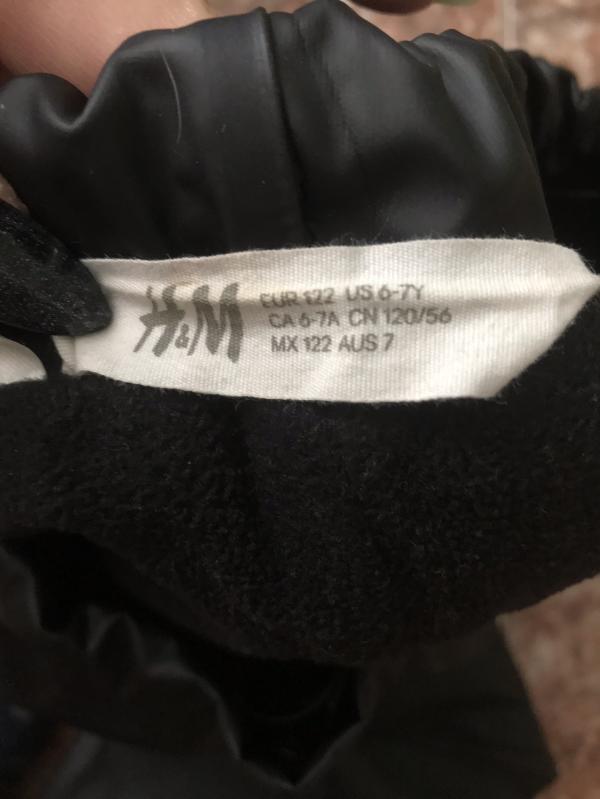 H&M
EUR 122 US 6-7Y
CA 6-7A CN 120/56
MX 122 AUS 7